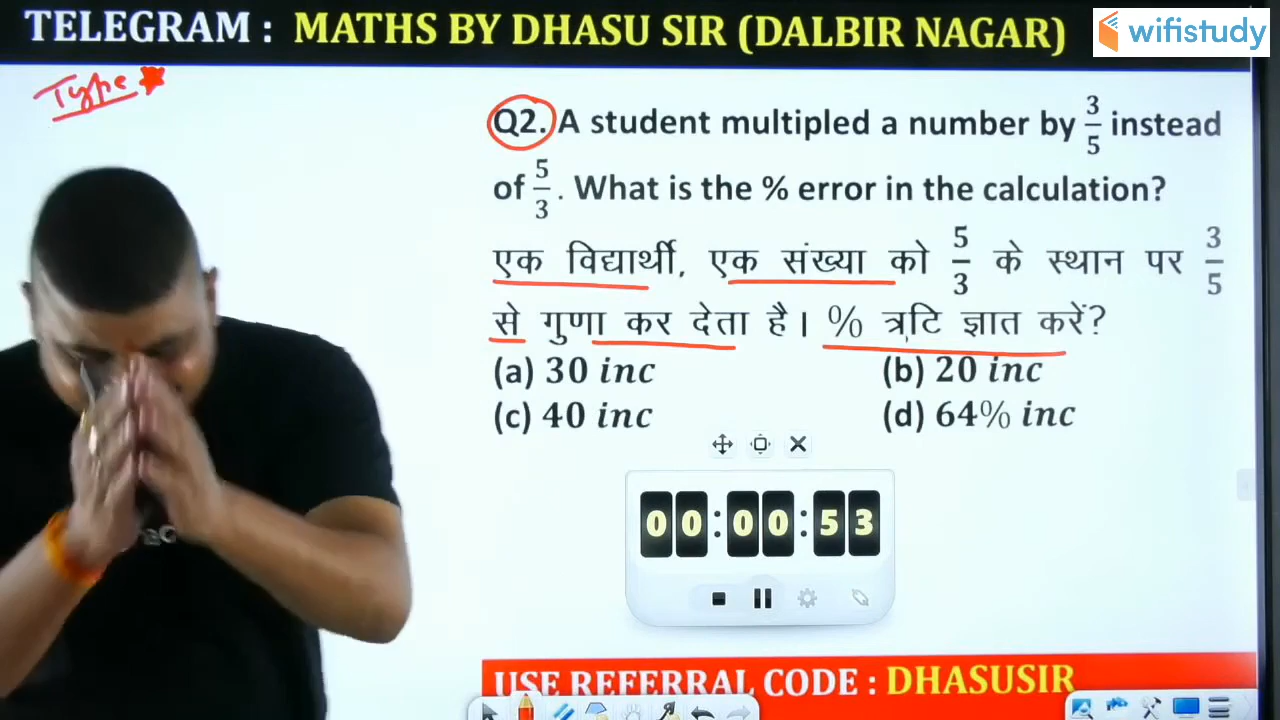 TELEGRAM : MATHS BY DHASU SIR (DALBIR NAGAR)
wifistudy
Type
Q2. A student multipled a number by 3/5 instead
of 5/3 . What is the % error in the calculation?
एक विद्यार्थी, एक संख्या को 5/3 के स्थान पर 3/5
से गुणा कर देता है। % त्रुटि ज्ञात करें?
(a) 30 inc
(b) 20 inc
(c) 40 inc
(d) 64% inc
00:00:53
USE REFERRAL CODE : DHASUSIR